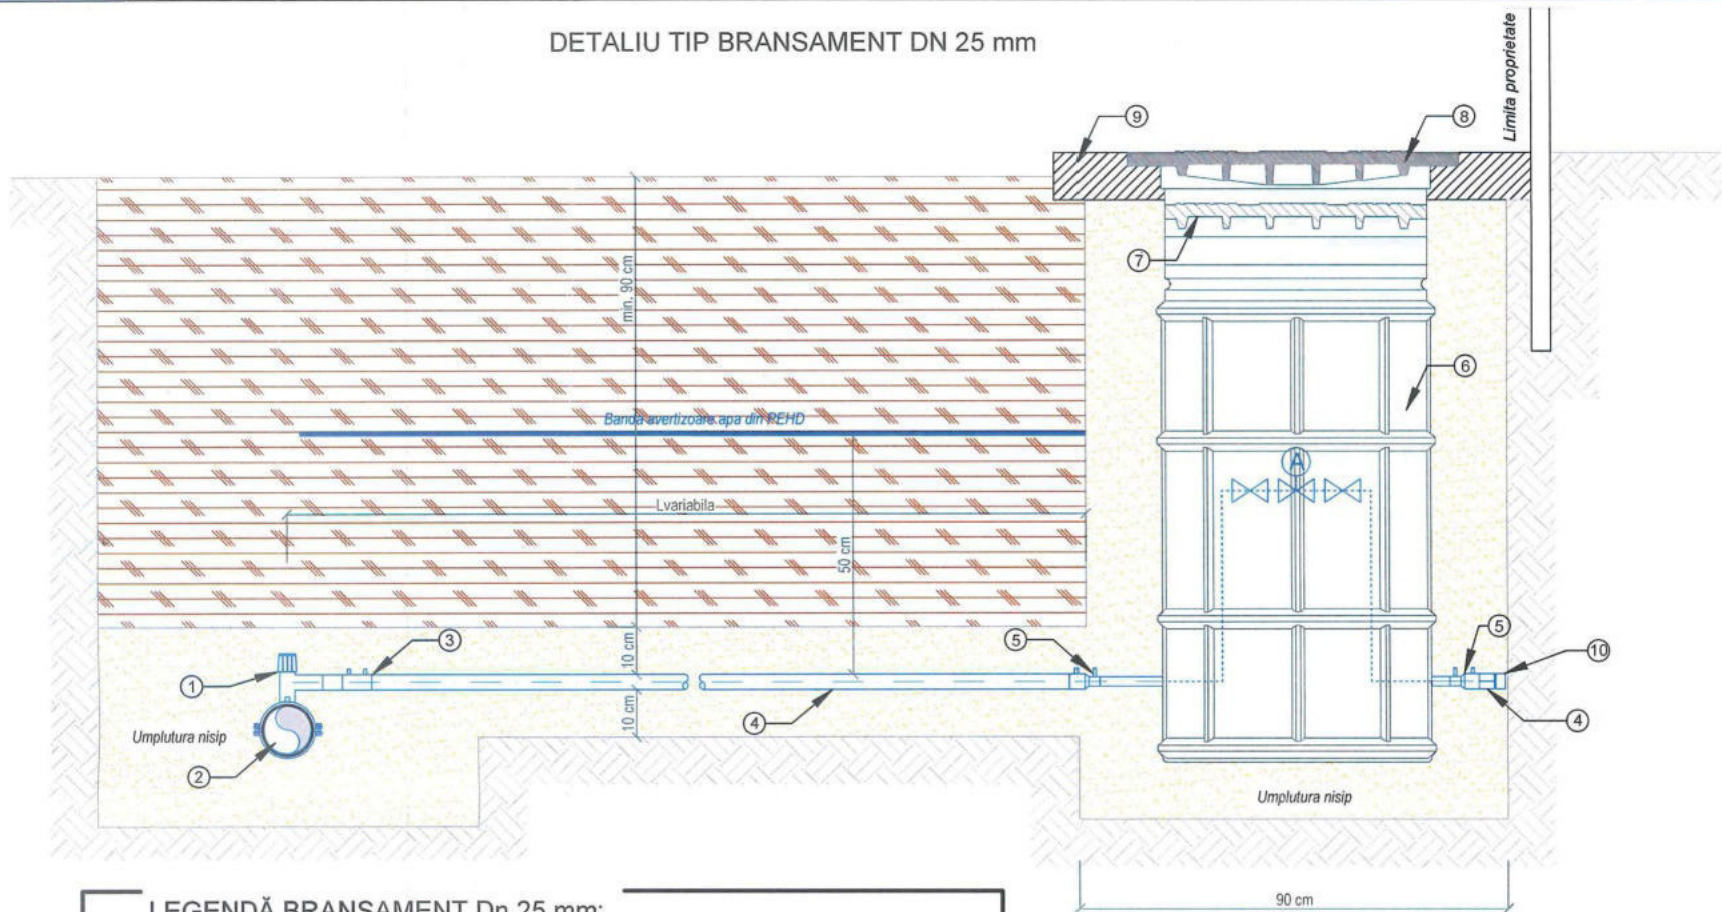 DETALIU TIP BRANSAMENT DN 25 mm
Limita proprietate
9
8
7
min. 90 cm
6
Banda avertizoare apa din PEHD
A
Lvariabila
50 cm
3
10 cm
5
5
10
1
4
4
10 cm
Umplutura nisip
2
Umplutura nisip
90 cm
LEGENDĂ BRANSAMENT Dn 25 mm: